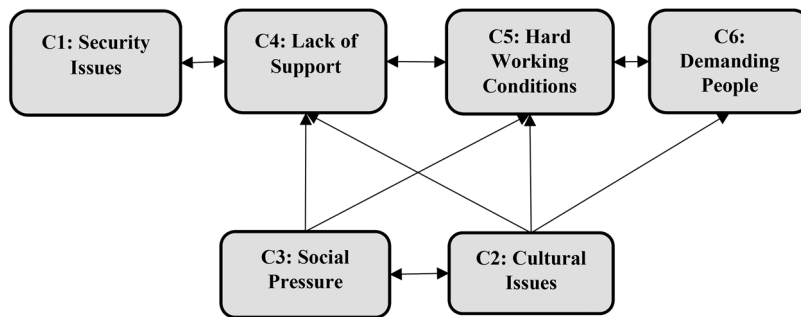 C1: Security
Issues
C4: Lack of
Support
C5: Hard
Working
Conditions
C6:
Demanding
People
C3: Social
Pressure
C2: Cultural
Issues